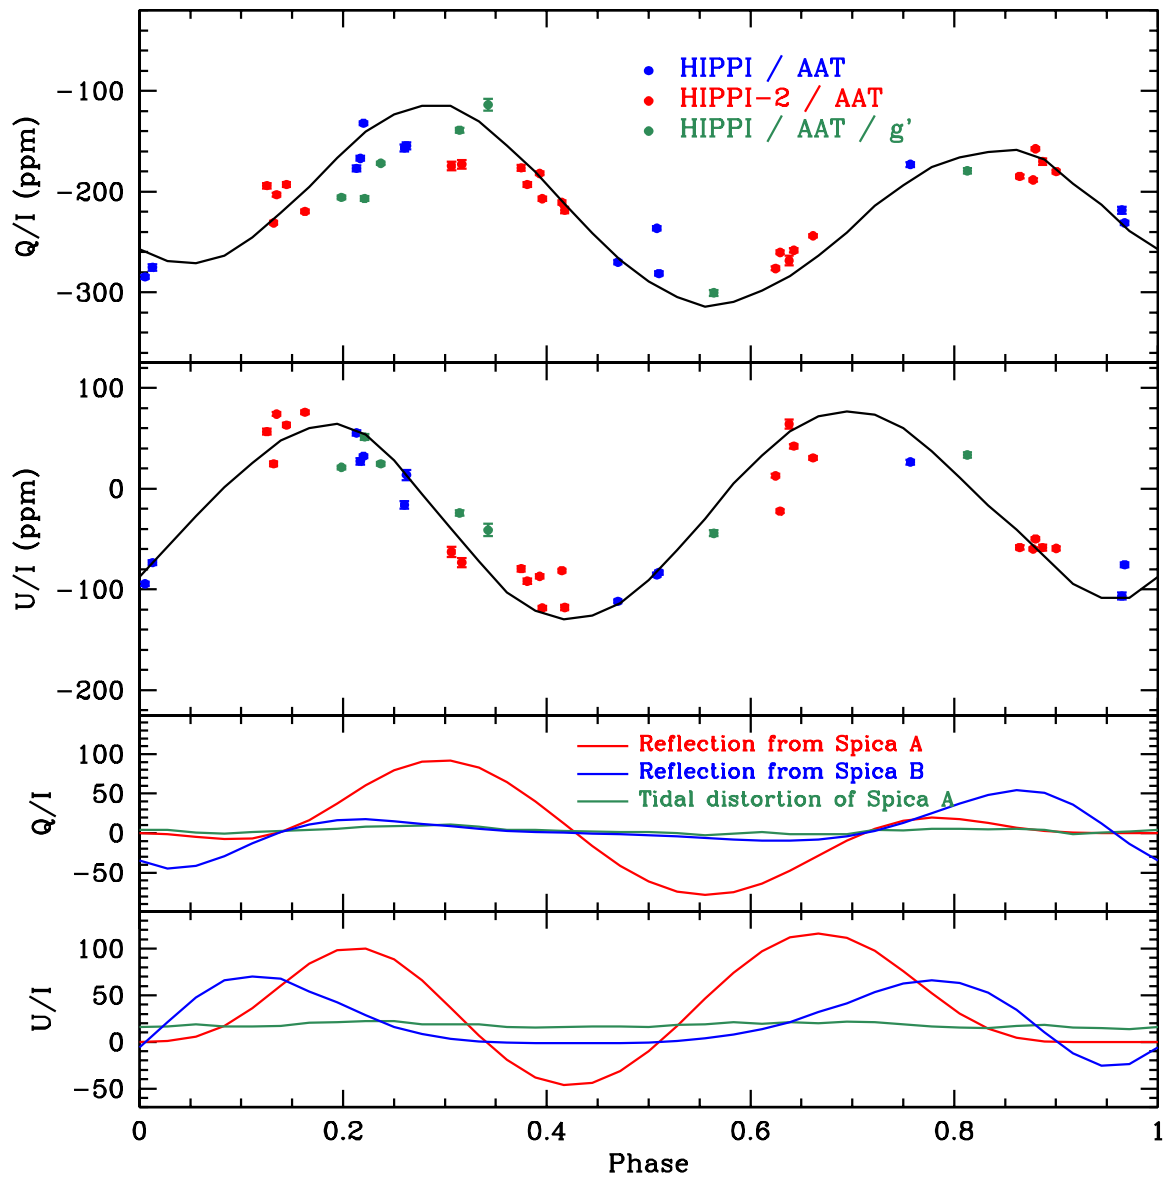 HIPPI / AAT
HIPPI-2 / AAT
HIPPI / AAT / g'
Q/I (ppm)
-100
-200
-300
U/I (ppm)
100
0
-100
-200
Reflection from Spica A
Reflection from Spica B
Tidal distortion of Spica A
Q/I
100
50
0
-50
U/I
100
50
0
-50
0 0.2 0.4 0.6 0.8 1
Phase